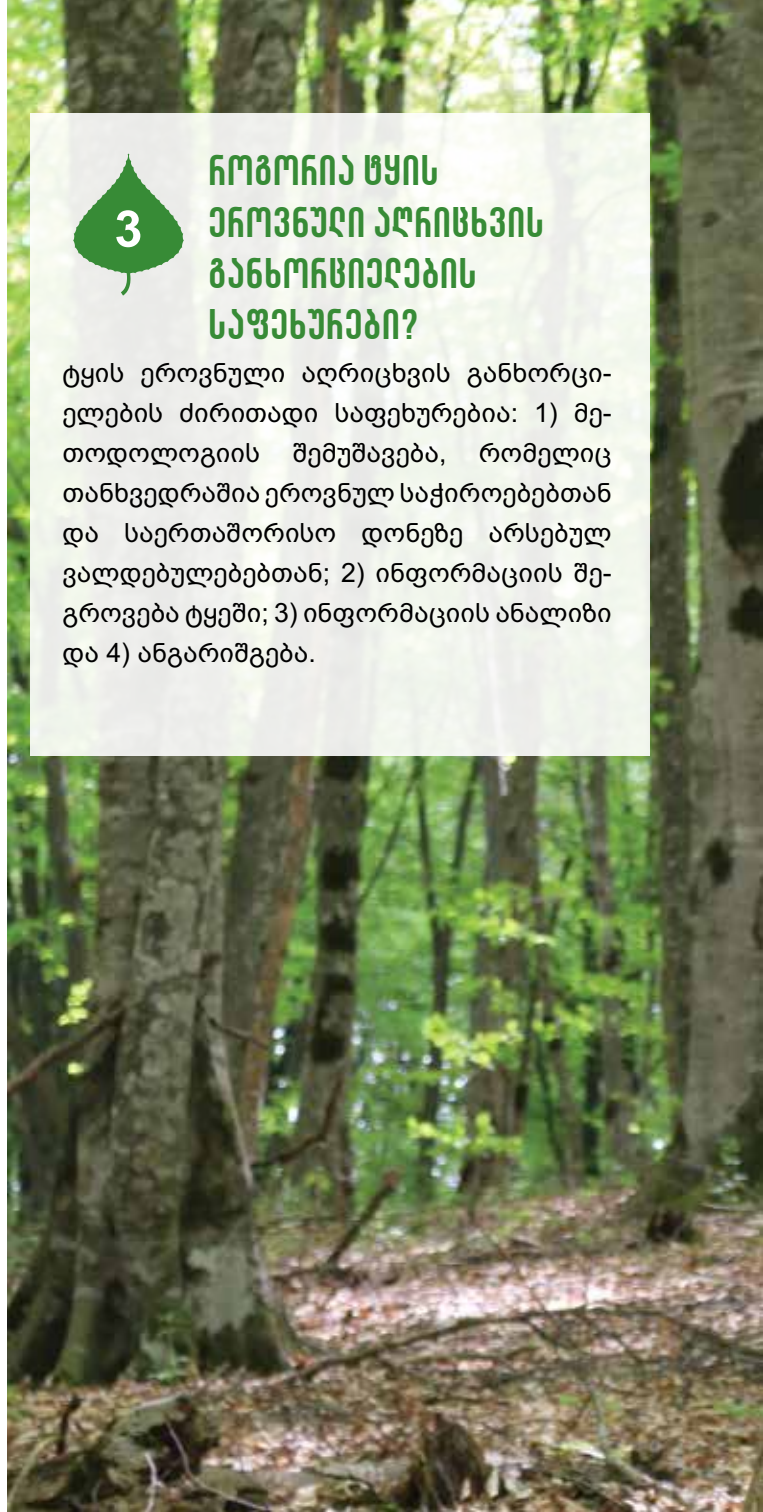 3
როგორია ტყის
ეროვნული აღრიცხვის
განხორციელების
საფეხურები?
ტყის ეროვნული აღრიცხვის განხორცი-
ელების ძირითადი საფეხურებია: 1) მე-
თოდოლოგიის შემუშავება, რომელიც
თანხვედრაშია ეროვნულ საჭიროებებთან
და საერთაშორისო დონეზე არსებულ
ვალდებულებებთან; 2) ინფორმაციის შე-
გროვება ტყეში; 3) ინფორმაციის ანალიზი
და 4) ანგარიშგება.